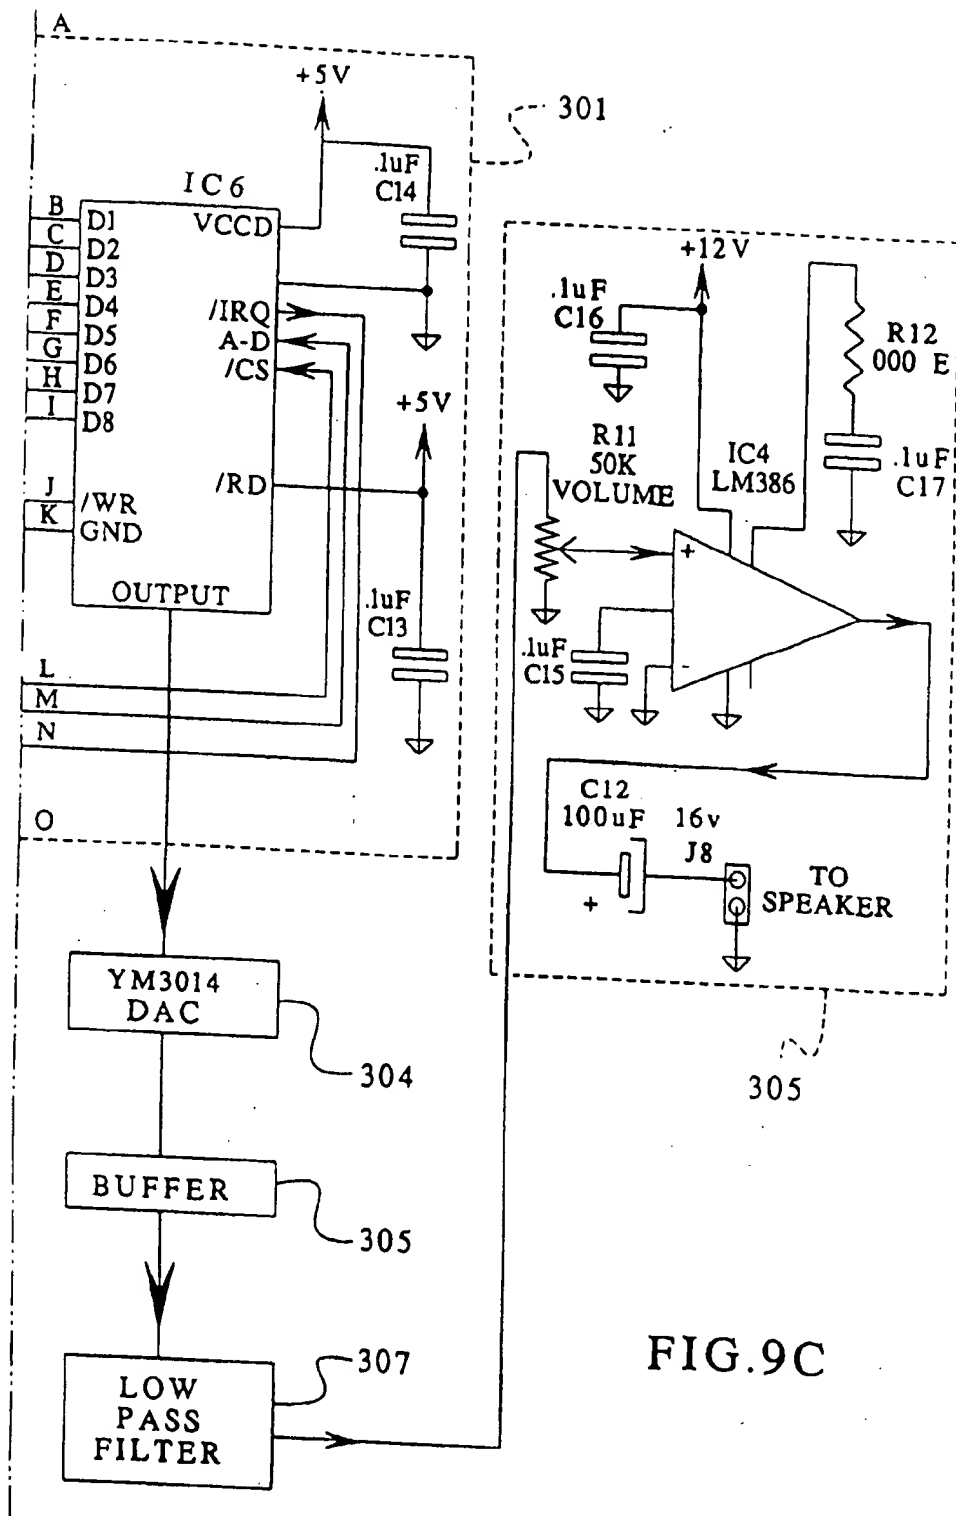 A
+5V
301
.1uF
C14
IC6
B
C
D
E
F
G
H
I
J
K
D1
D2
D3
D4
D5
D6
D7
D8
/WR
GND
VCCD
/IRQ
A-D
/CS
/RD
OUTPUT
+5V
.1uF
C13
L
M
N
O
+12V
.1uF
C16
R12
000 E
.1uF
C17
R11
50K
VOLUME
IC4
LM386
+
-
.1uF
C15
C12
100uF 16v
J8
+
TO
SPEAKER
305
YM3014
DAC
304
BUFFER
305
307
LOW
PASS
FILTER
FIG.9C